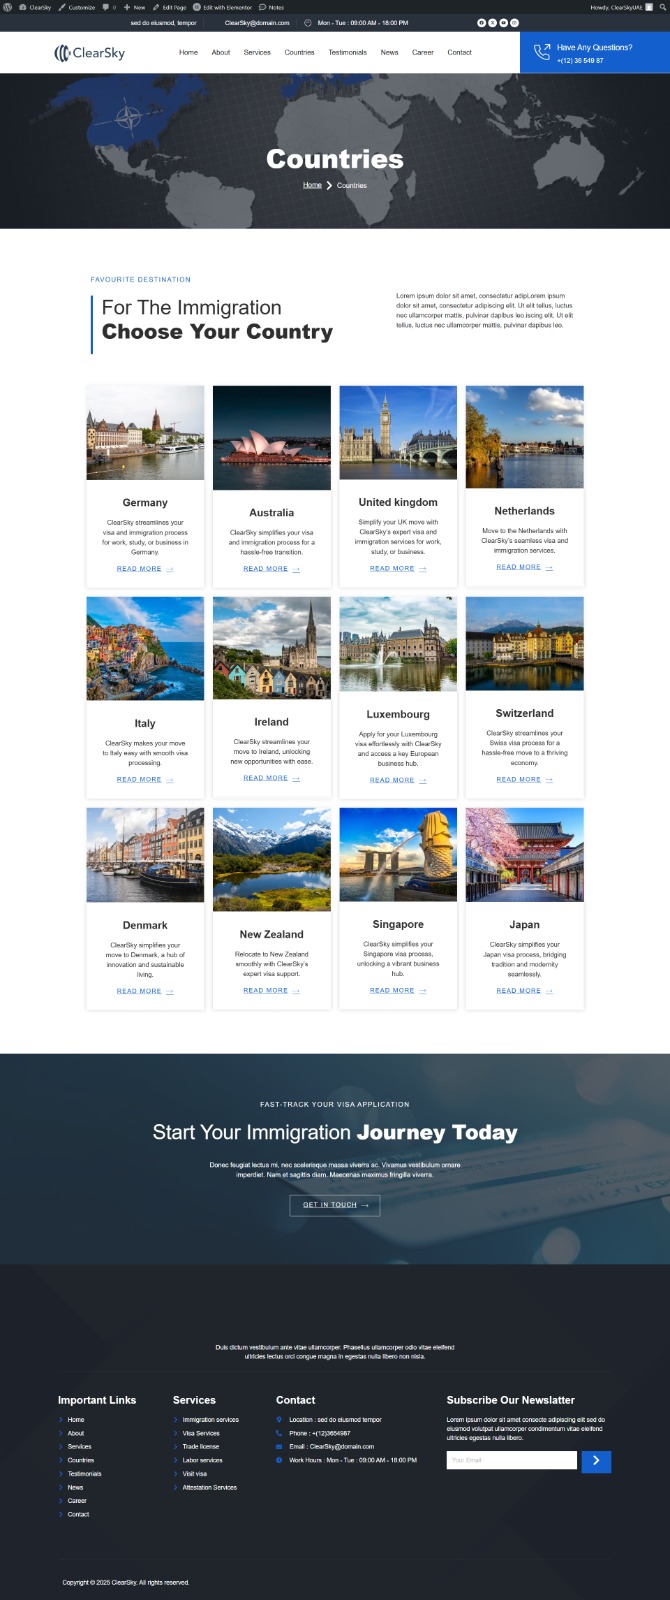 ClearSky Customize 0 New Edit Page Edit with Elementor Notes Howdy, ClearSkyUAE
sed do eiusmod, tempor ClearSky@domain.com Mon - Tue : 09:00 AM - 18:00 PM
ClearSky Home About Services Countries Testimonials News Career Contact
Have Any Questions?
+(12) 36 549 87
Countries
Home Countries
FAVOURITE DESTINATION
For The Immigration
Choose Your Country
Lorem ipsum dolor sit amet, consectetur adipLorem ipsum
dolor sit amet, consectetur adipiscing elit. Ut elit tellus, luctus
nec ullamcorper mattis, pulvinar dapibus leo.iscing elit. Ut elit
tellus, luctus nec ullamcorper mattis, pulvinar dapibus leo.
Germany
ClearSky streamlines your
visa and immigration process
for work, study, or business in
Germany.
READ MORE →
Australia
ClearSky simplifies your visa
and immigration process for a
hassle-free transition.
READ MORE →
United kingdom
Simplify your UK move with
ClearSky's expert visa and
immigration services for work,
study, or business.
READ MORE →
Netherlands
Move to the Netherlands with
ClearSky's seamless visa and
immigration services.
READ MORE →
Italy
ClearSky makes your move
to Italy easy with smooth visa
processing.
READ MORE →
Ireland
ClearSky streamlines your
move to Ireland, unlocking
new opportunities with ease.
READ MORE →
Luxembourg
Apply for your Luxembourg
visa effortlessly with ClearSky
and access a key European
business hub.
READ MORE →
Switzerland
ClearSky streamlines your
Swiss visa process for a
hassle-free move to a thriving
economy.
READ MORE →
Denmark
ClearSky simplifies your
move to Denmark, a hub of
innovation and sustainable
living.
READ MORE →
New Zealand
Relocate to New Zealand
smoothly with ClearSky's
expert visa support.
READ MORE →
Singapore
ClearSky simplifies your
Singapore visa process,
unlocking a vibrant business
hub.
READ MORE →
Japan
ClearSky simplifies your
Japan visa process, bridging
tradition and modernity
seamlessly.
READ MORE →
FAST-TRACK YOUR VISA APPLICATION
Start Your Immigration Journey Today
Donec feugiat lectus mi, nec scelerisque massa viverra ac. Vivamus vestibulum ornare
imperdiet. Nam et sagittis diam. Maecenas maximus fringilla viverra.
GET IN TOUCH →
Duis dictum vestibulum ante vitae ullamcorper. Phasellus ullamcorper odio vitae eleifend
ultricies lectus orci congue magna in egestas nulla libero non nisla.
Important Links
Home
About
Services
Countries
Testimonials
News
Career
Contact
Services
Immigration services
Visa Services
Trade license
Labor services
Visit visa
Attestation Services
Contact
Location : sed do eiusmod tempor
Phone : +(12)3654987
Email : ClearSky@domain.com
Work Hours : Mon - Tue : 09:00 AM - 18:00 PM
Subscribe Our Newslatter
Lorem ipsum dolor sit amet consecte adipiscing elit sed do
eiusmod volutpat ullamcorper condimentum vitae eleifend
ultricies egestas nulla libero.
Your Email
Copyright © 2025 ClearSky. All rights reserved.